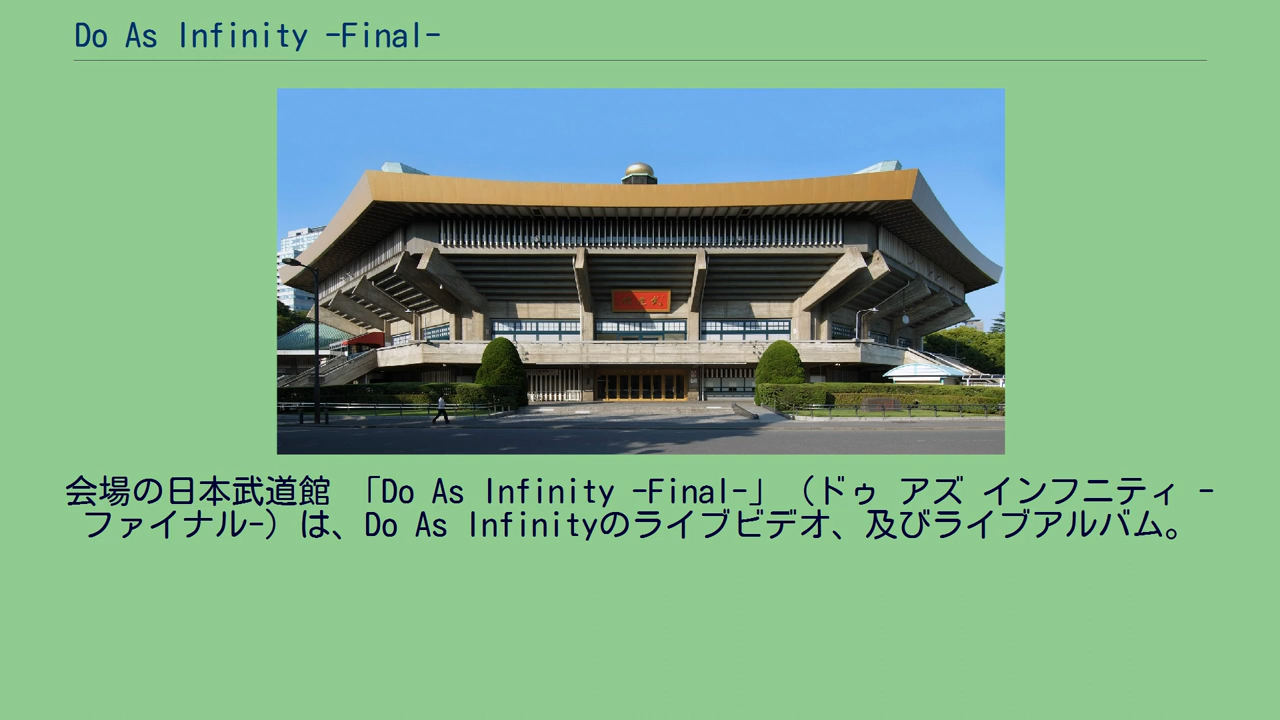 Do As Infinity -Final-
会場の日本武道館 「Do As Infinity -Final-」（ドゥ アズ インフニティ -
ファイナル-）は、Do As Infinityのライブビデオ、及びライブアルバム。